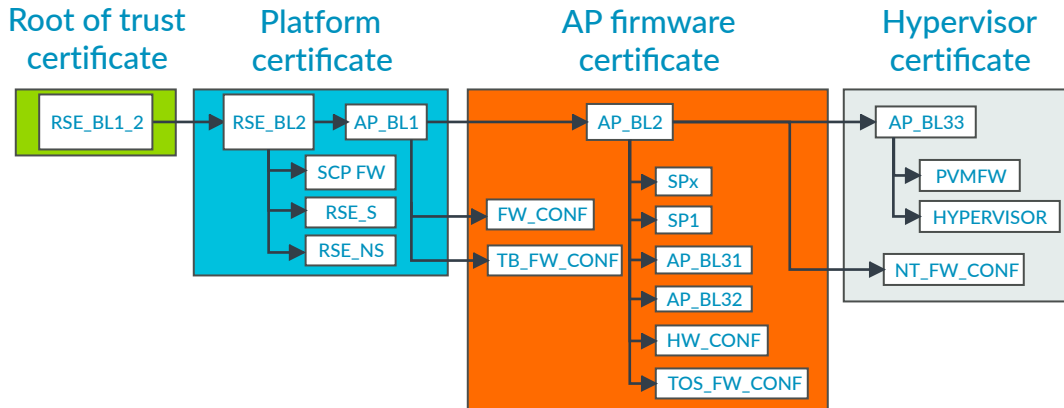 Root of trust
certificate
Platform
certificate
AP firmware
certificate
Hypervisor
certificate
RSE_BL1_2
RSE_BL2
AP_BL1
SCP FW
RSE_S
RSE_NS
AP_BL2
FW_CONF
TB_FW_CONF
SPx
SP1
AP_BL31
AP_BL32
HW_CONF
TOS_FW_CONF
AP_BL33
PVMFW
HYPERVISOR
NT_FW_CONF